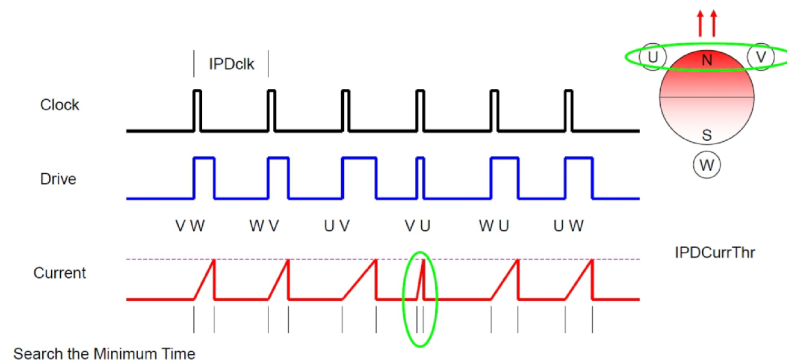 IPDclk
U
N
V
Clock
S
Drive
W
V W
W V
U V
V U
W U
U W
IPDCurrThr
Current
Search the Minimum Time